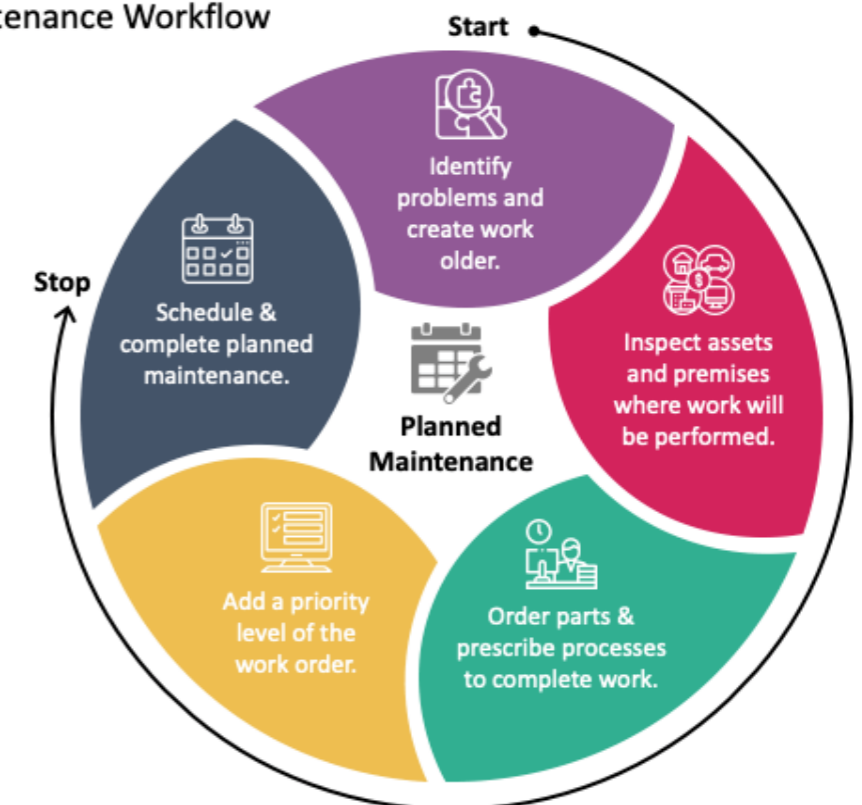 tenance Workflow
Start
Identify
problems and
create work
older.
Inspect assets
and premises
where work will
be performed.
Order parts &
prescribe processes
to complete work.
Add a priority
level of the
work order.
Schedule &
complete planned
maintenance.
Stop
Planned
Maintenance